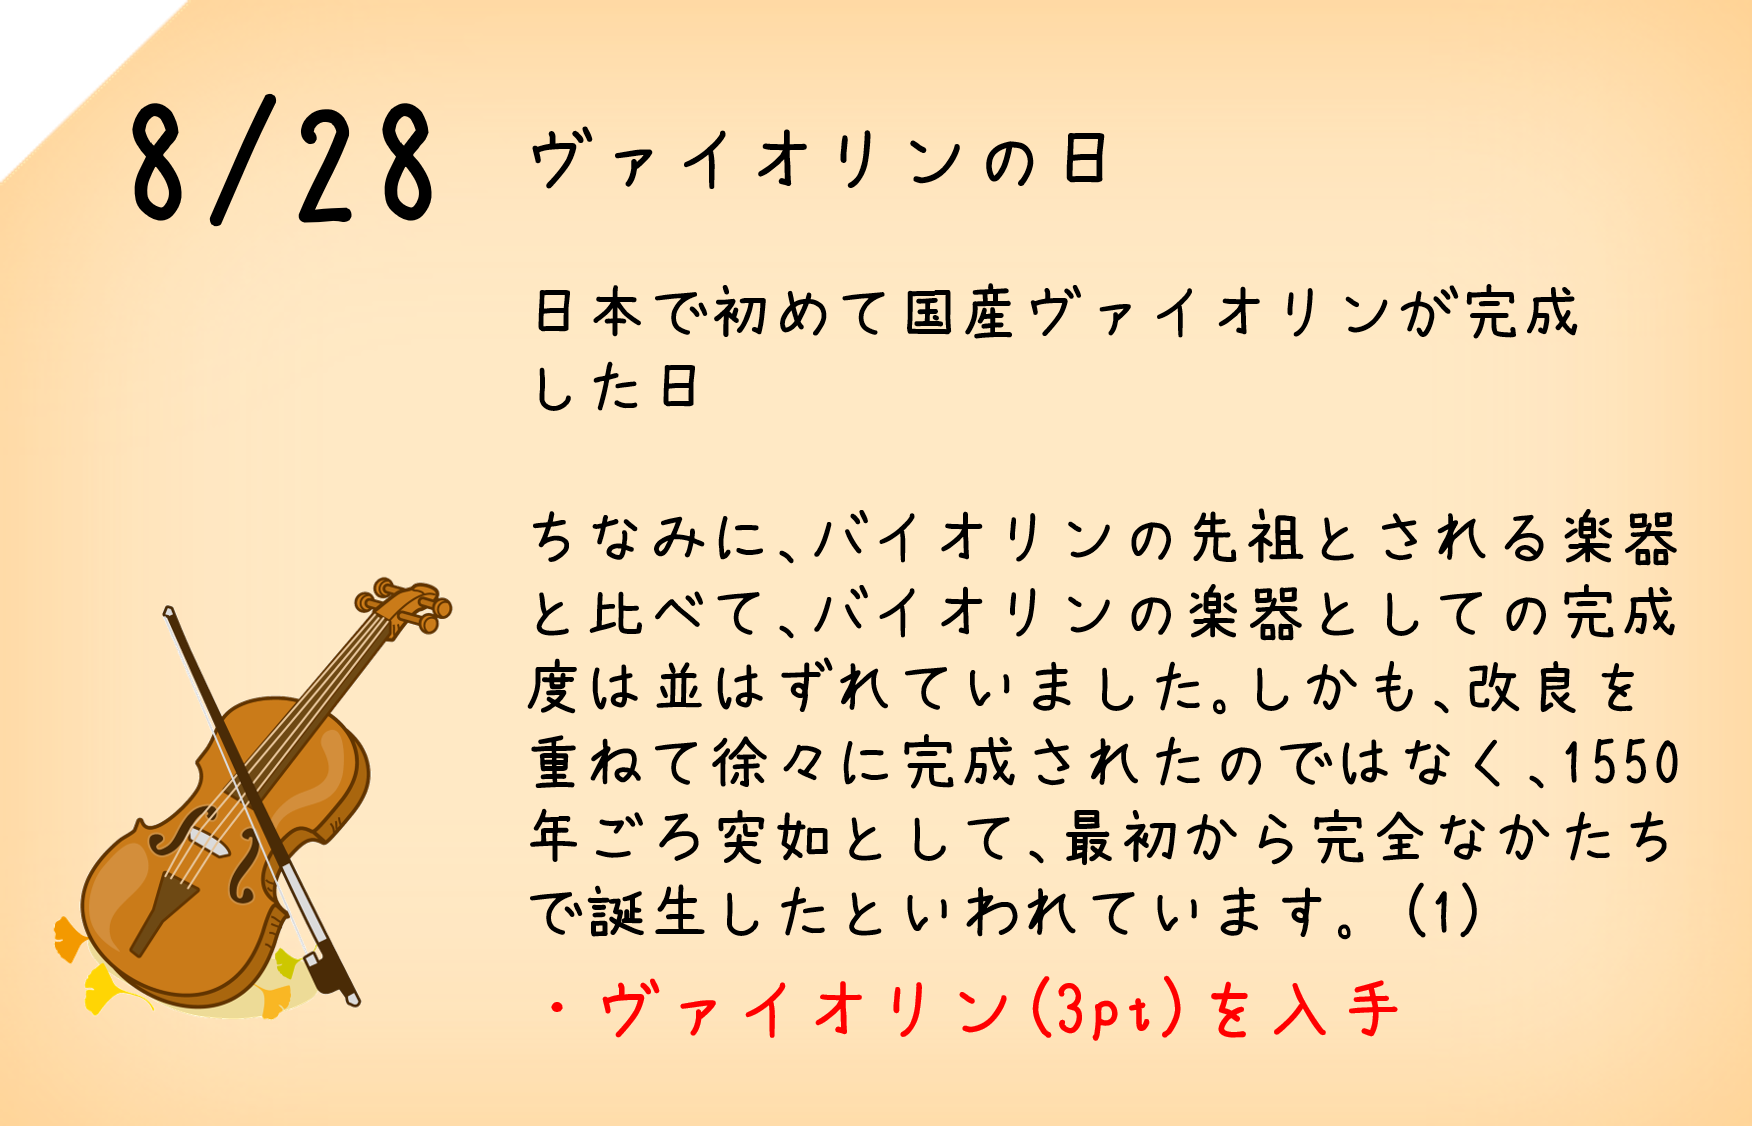 8/28 ヴァイオリンの日
日本で初めて国産ヴァイオリンが完成
した日
ちなみに、バイオリンの先祖とされる楽器
と比べて、バイオリンの楽器としての完成
度は並はずれていました。しかも、改良を
重ねて徐々に完成されたのではなく、1550
年ごろ突如として、最初から完全なかたち
で誕生したといわれています。(1)
・ヴァイオリン(3pt)を入手